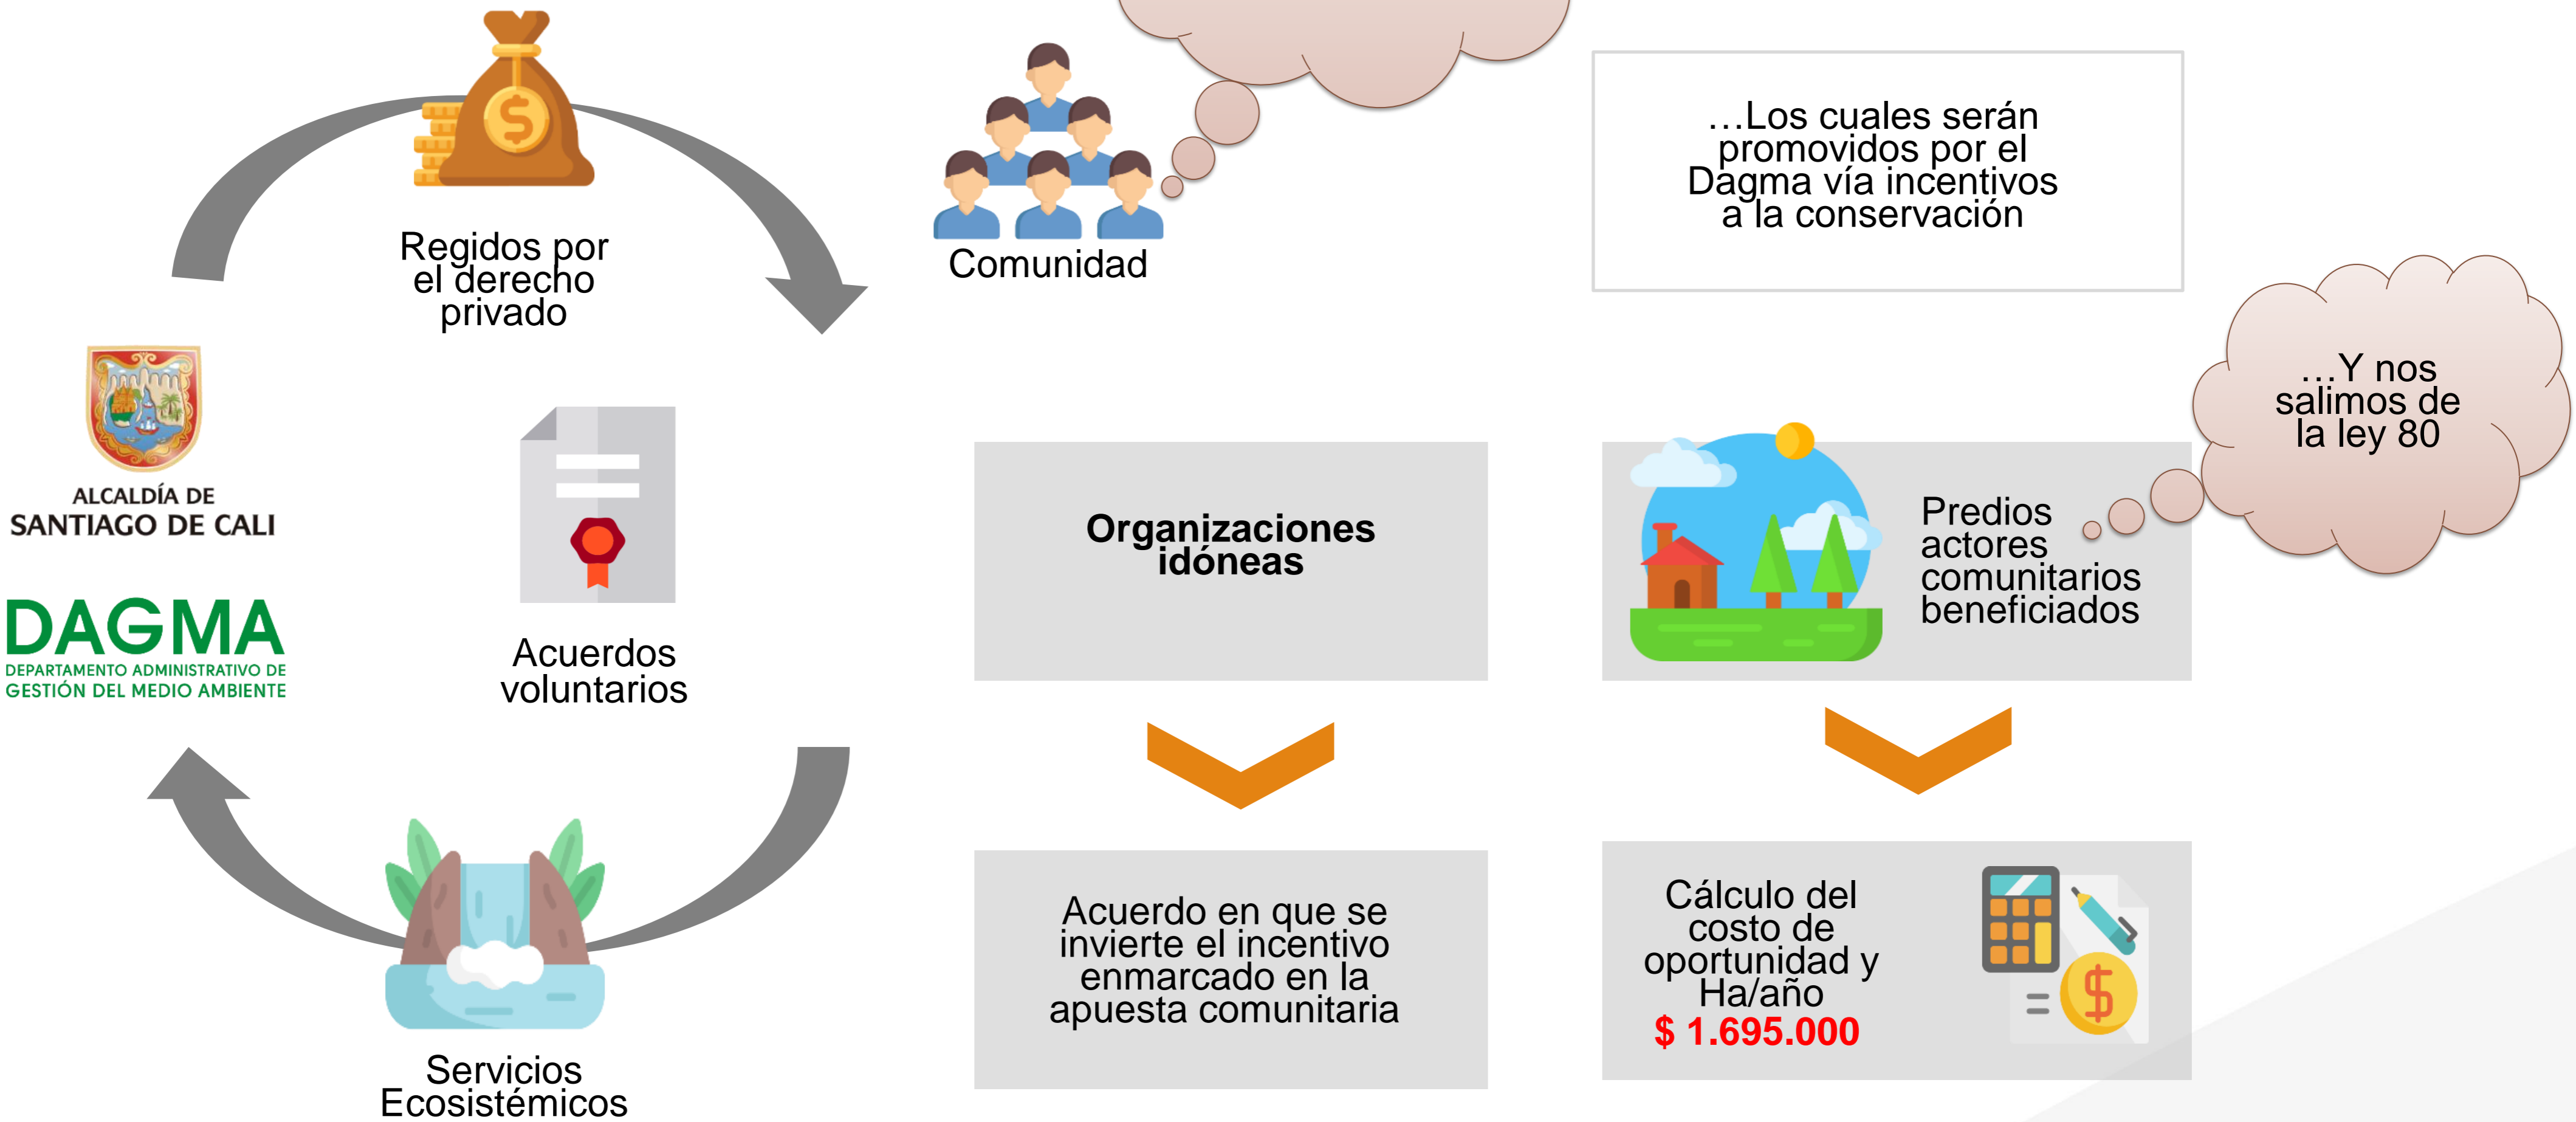 Regidos por
el derecho
privado
ALCALDÍA DE
SANTIAGO DE CALI
DAGMA
DEPARTAMENTO ADMINISTRATIVO DE
GESTIÓN DEL MEDIO AMBIENTE
Acuerdos
voluntarios
Servicios
Ecosistémicos
Comunidad
…Los cuales serán
promovidos por el
Dagma vía incentivos
a la conservación
…Y nos
salimos de
la ley 80
Organizaciones
idóneas
Predios
actores
comunitarios
beneficiados
Acuerdo en que se
invierte el incentivo
enmarcado en la
apuesta comunitaria
Cálculo del
costo de
oportunidad y
Ha/año
$ 1.695.000